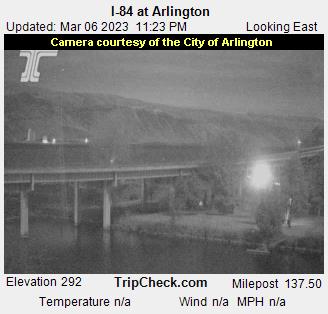 I-84 at Arlington
Updated: Mar 06 2023 11:23 PM Looking East
Camera courtesy of the City of Arlington
Elevation 292 TripCheck.com Milepost 137.50
Temperature n/a Wind n/a MPH n/a